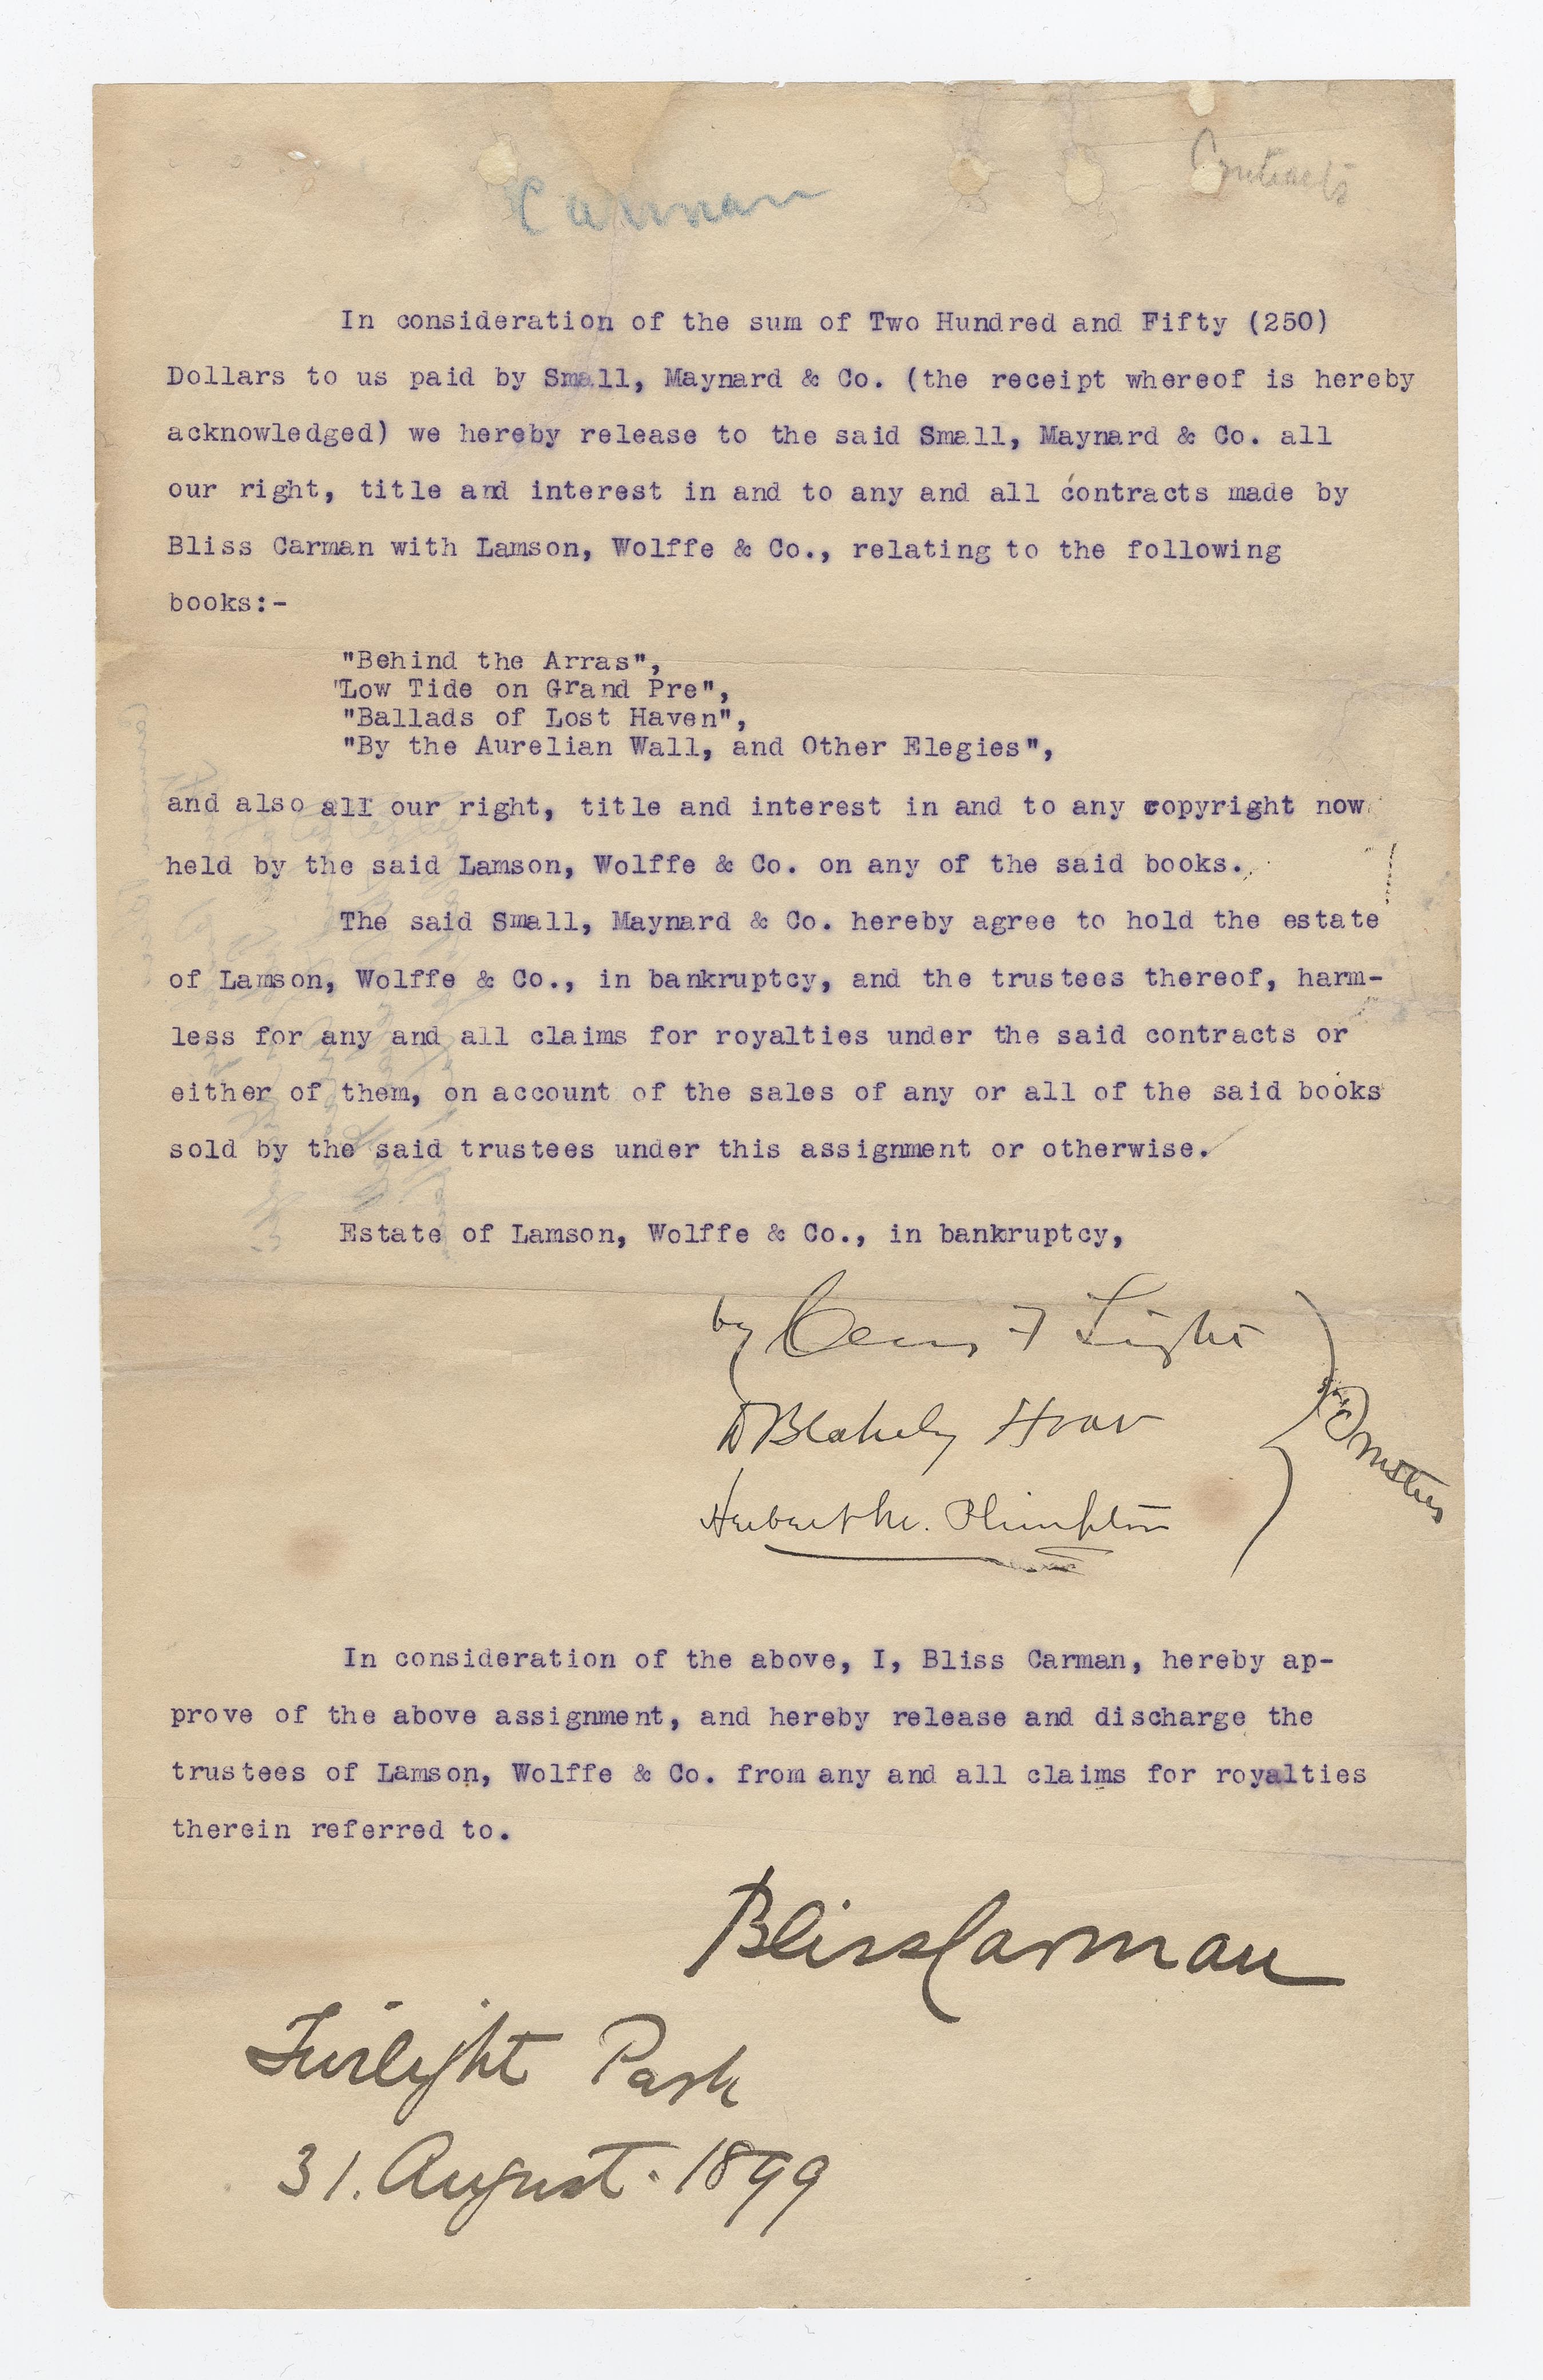 Carman
Contracts
In consideration of the sum of Two Hundred and Fifty (250)
Dollars to us paid by Small, Maynard & Co. (the receipt whereof is hereby
acknowledged) we hereby release to the said Small, Maynard & Co. all
our right, title and interest in and to any and all contracts made by
Bliss Carman with Lamson, Wolffe & Co., relating to the following
books:-
"Behind the Arras",
"Low Tide on Grand Pre",
"Ballads of Lost Haven",
"By the Aurelian Wall, and Other Elegies",
and also all our right, title and interest in and to any copyright now
held by the said Lamson, Wolffe & Co. on any of the said books.
The said Small, Maynard & Co. hereby agree to hold the estate
of Lamson, Wolffe & Co., in bankruptcy, and the trustees thereof, harm-
less for any and all claims for royalties under the said contracts or
either of them, on account of the sales of any or all of the said books
sold by the said trustees under this assignment or otherwise.
Estate of Lamson, Wolffe & Co., in bankruptcy,
by Light
D Blakely Hoar
Trustees
Herbert M. Plimpton
In consideration of the above, I, Bliss Carman, hereby ap-
prove of the above assignment, and hereby release and discharge the
trustees of Lamson, Wolffe & Co. from any and all claims for royalties
therein referred to.
Bliss Carman
Twilight Park
31. August. 1899